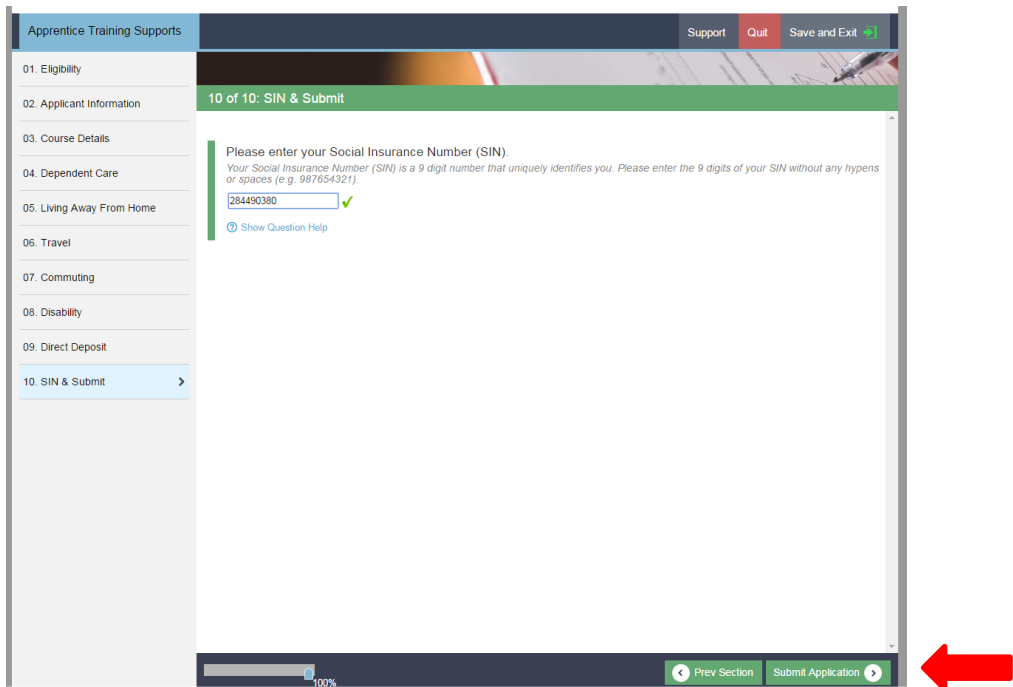 Apprentice Training Supports
Support
Quit
Save and Exit
01. Eligibility
02. Applicant Information
03. Course Details
04. Dependent Care
05. Living Away From Home
06. Travel
07. Commuting
08. Disability
09. Direct Deposit
10. SIN & Submit
10 of 10: SIN & Submit
Please enter your Social Insurance Number (SIN).
Your Social Insurance Number (SIN) is a 9 digit number that uniquely identifies you. Please enter the 9 digits of your SIN without any hypens
or spaces (e.g. 987654321).
284490380
Show Question Help
100%
Prev Section
Submit Application